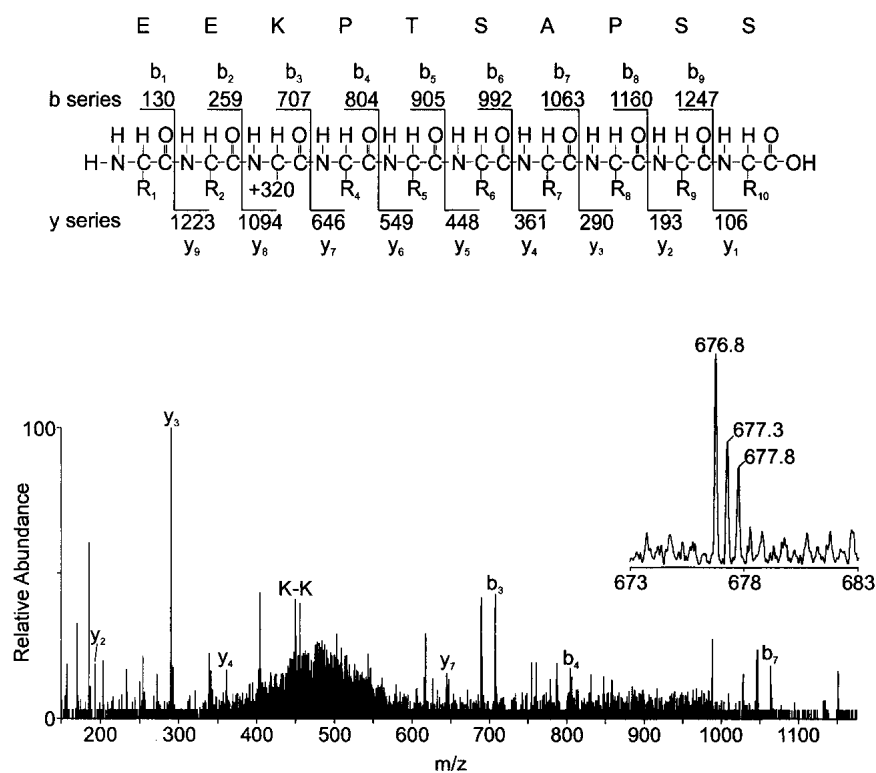 E E K P T S A P S S
b₁ b₂ b₃ b₄ b₅ b₆ b₇ b₈ b₉
b series 130 259 707 804 905 992 1063 1160 1247
H H O H H O H H O H H O H H O H H O H H O H H O H H O H H O
H-N-C-C-N-C-C-N-C-C-N-C-C-N-C-C-N-C-C-N-C-C-N-C-C-N-C-C-N-C-C-OH
R₁ R₂ +320 R₄ R₅ R₆ R₇ R₈ R₉ R₁₀
y series 1223 1094 646 549 448 361 290 193 106
y₉ y₈ y₇ y₆ y₅ y₄ y₃ y₂ y₁
676.8
677.3
677.8
673 678 683
100
y₃
K-K
b₃
y₂
y₄
y₇
b₄
b₇
Relative Abundance
0
200 300 400 500 600 700 800 900 1000 1100
m/z